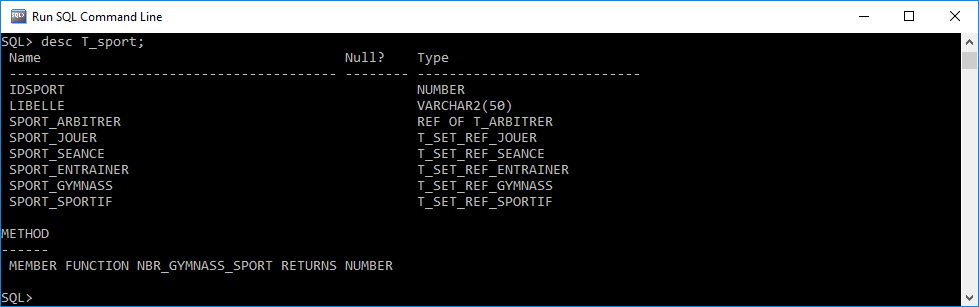 Run SQL Command Line
SQL> desc T_sport;
 Name                                      Null?    Type
 ----------------------------------------- -------- ----------------------------
 IDSPORT                                            NUMBER
 LIBELLE                                            VARCHAR2(50)
 SPORT_ARBITRER                                     REF OF T_ARBITRER
 SPORT_JOUER                                        T_SET_REF_JOUER
 SPORT_SEANCE                                       T_SET_REF_SEANCE
 SPORT_ENTRAINER                                    T_SET_REF_ENTRAINER
 SPORT_GYMNASS                                      T_SET_REF_GYMNASS
 SPORT_SPORTIF                                      T_SET_REF_SPORTIF
METHOD
------
 MEMBER FUNCTION NBR_GYMNASS_SPORT RETURNS NUMBER
SQL>